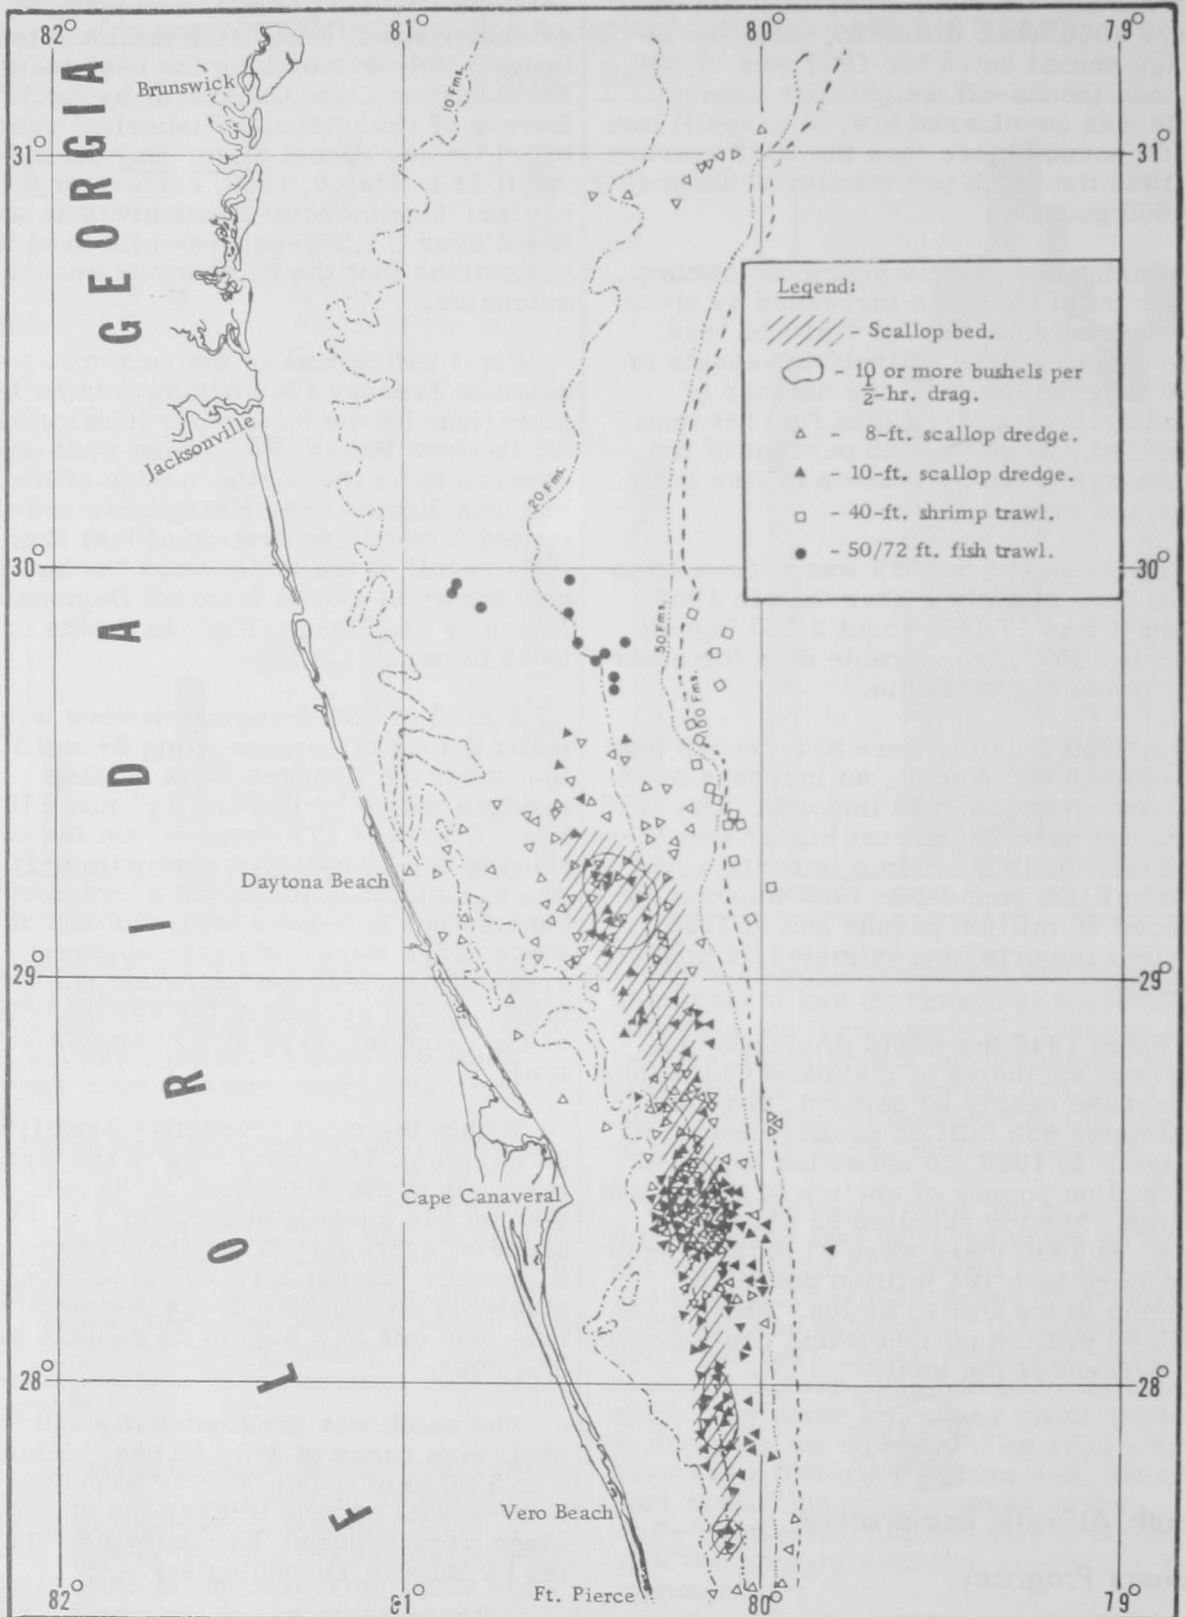 82° 81° 80° 79°
GEORGIA
Brunswick
10 Fms.
31° 31°
Legend:
- Scallop bed.
- 10 or more bushels per
1/2-hr. drag.
- 8-ft. scallop dredge.
- 10-ft. scallop dredge.
- 40-ft. shrimp trawl.
- 50/72 ft. fish trawl.
Jacksonville
20 Fms.
30° 30°
50 Fms.
100 Fms.
FLORIDA
Daytona Beach
29° 29°
Cape Canaveral
28° 28°
Vero Beach
Ft. Pierce
82° 81° 80° 79°